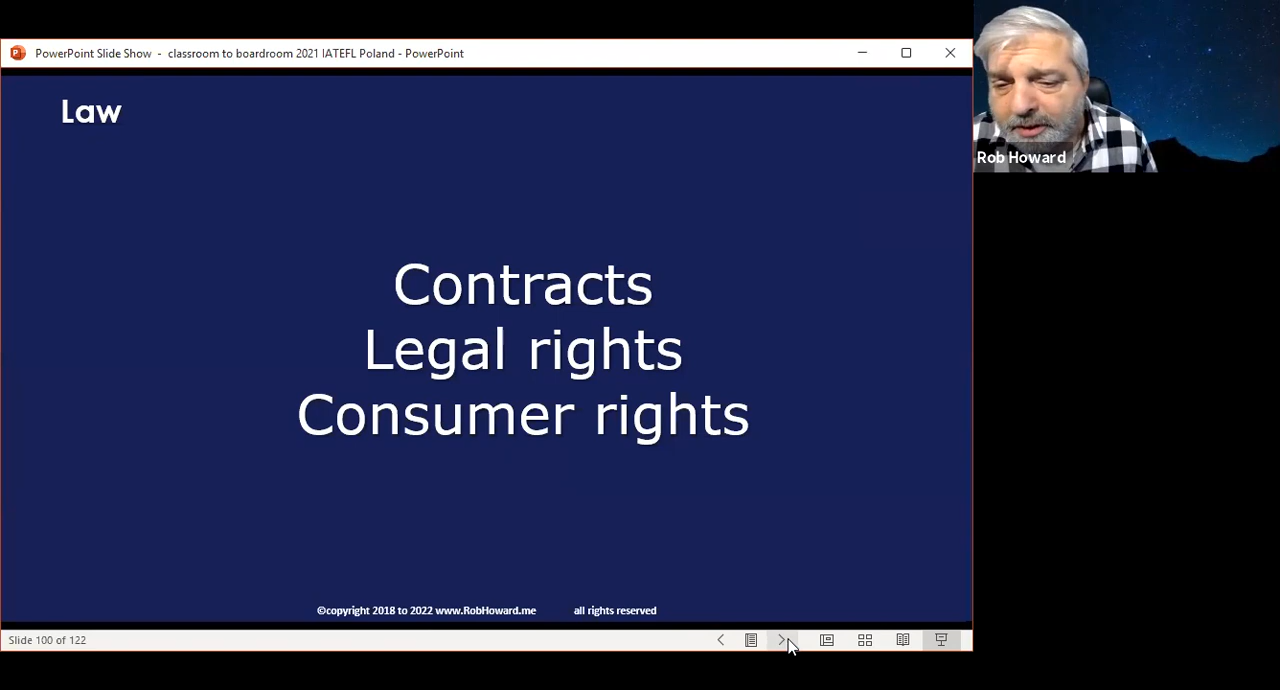 PowerPoint Slide Show - classroom to boardroom 2021 IATEFL Poland - PowerPoint
Rob Howard
Law
Contracts
Legal rights
Consumer rights
©copyright 2018 to 2022 www.RobHoward.me all rights reserved
Slide 100 of 122